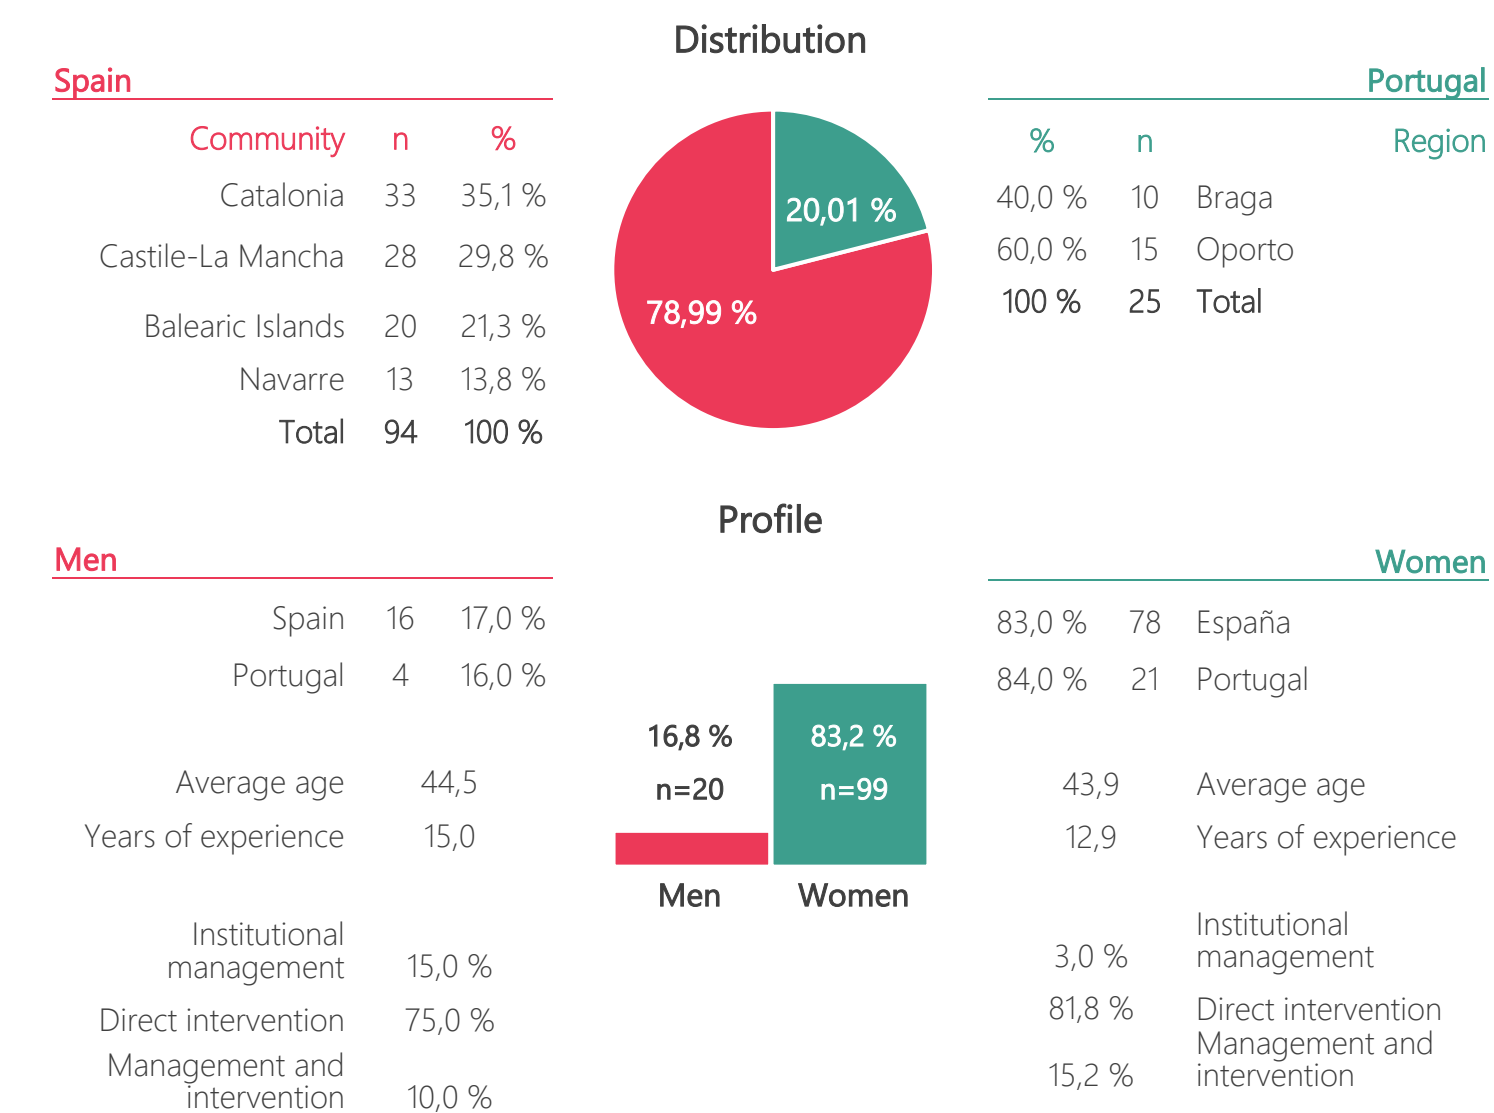 Distribution
Spain
Community n %
Catalonia 33 35,1 %
Castile-La Mancha 28 29,8 %
Balearic Islands 20 21,3 %
Navarre 13 13,8 %
Total 94 100 %
20,01 %
78,99 %
Portugal
% n Region
40,0 % 10 Braga
60,0 % 15 Oporto
100 % 25 Total
Profile
Men
Spain 16 17,0 %
Portugal 4 16,0 %
Average age 44,5
Years of experience 15,0
Institutional
management 15,0 %
Direct intervention 75,0 %
Management and
intervention 10,0 %
16,8 %
n=20
Men
83,2 %
n=99
Women
Women
83,0 % 78 España
84,0 % 21 Portugal
43,9 Average age
12,9 Years of experience
Institutional
3,0 % management
81,8 % Direct intervention
Management and
15,2 % intervention